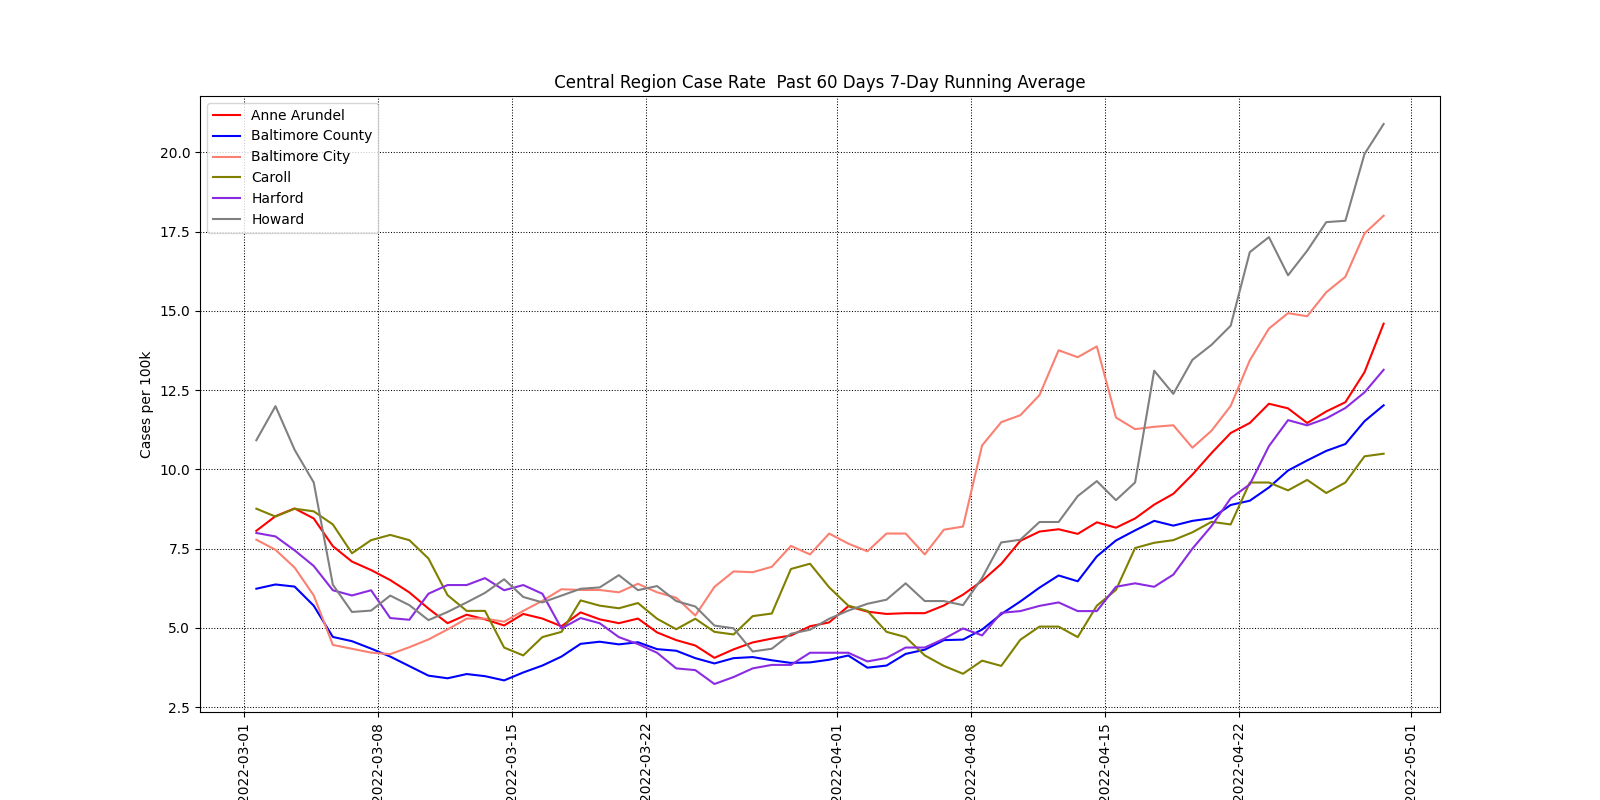 Central Region Case Rate  Past 60 Days 7-Day Running Average
Anne Arundel
Baltimore County
Baltimore City
Caroll
Harford
Howard
Cases per 100k
20.0
17.5
15.0
12.5
10.0
7.5
5.0
2.5
2022-03-01
2022-03-08
2022-03-15
2022-03-22
2022-04-01
2022-04-08
2022-04-15
2022-04-22
2022-05-01